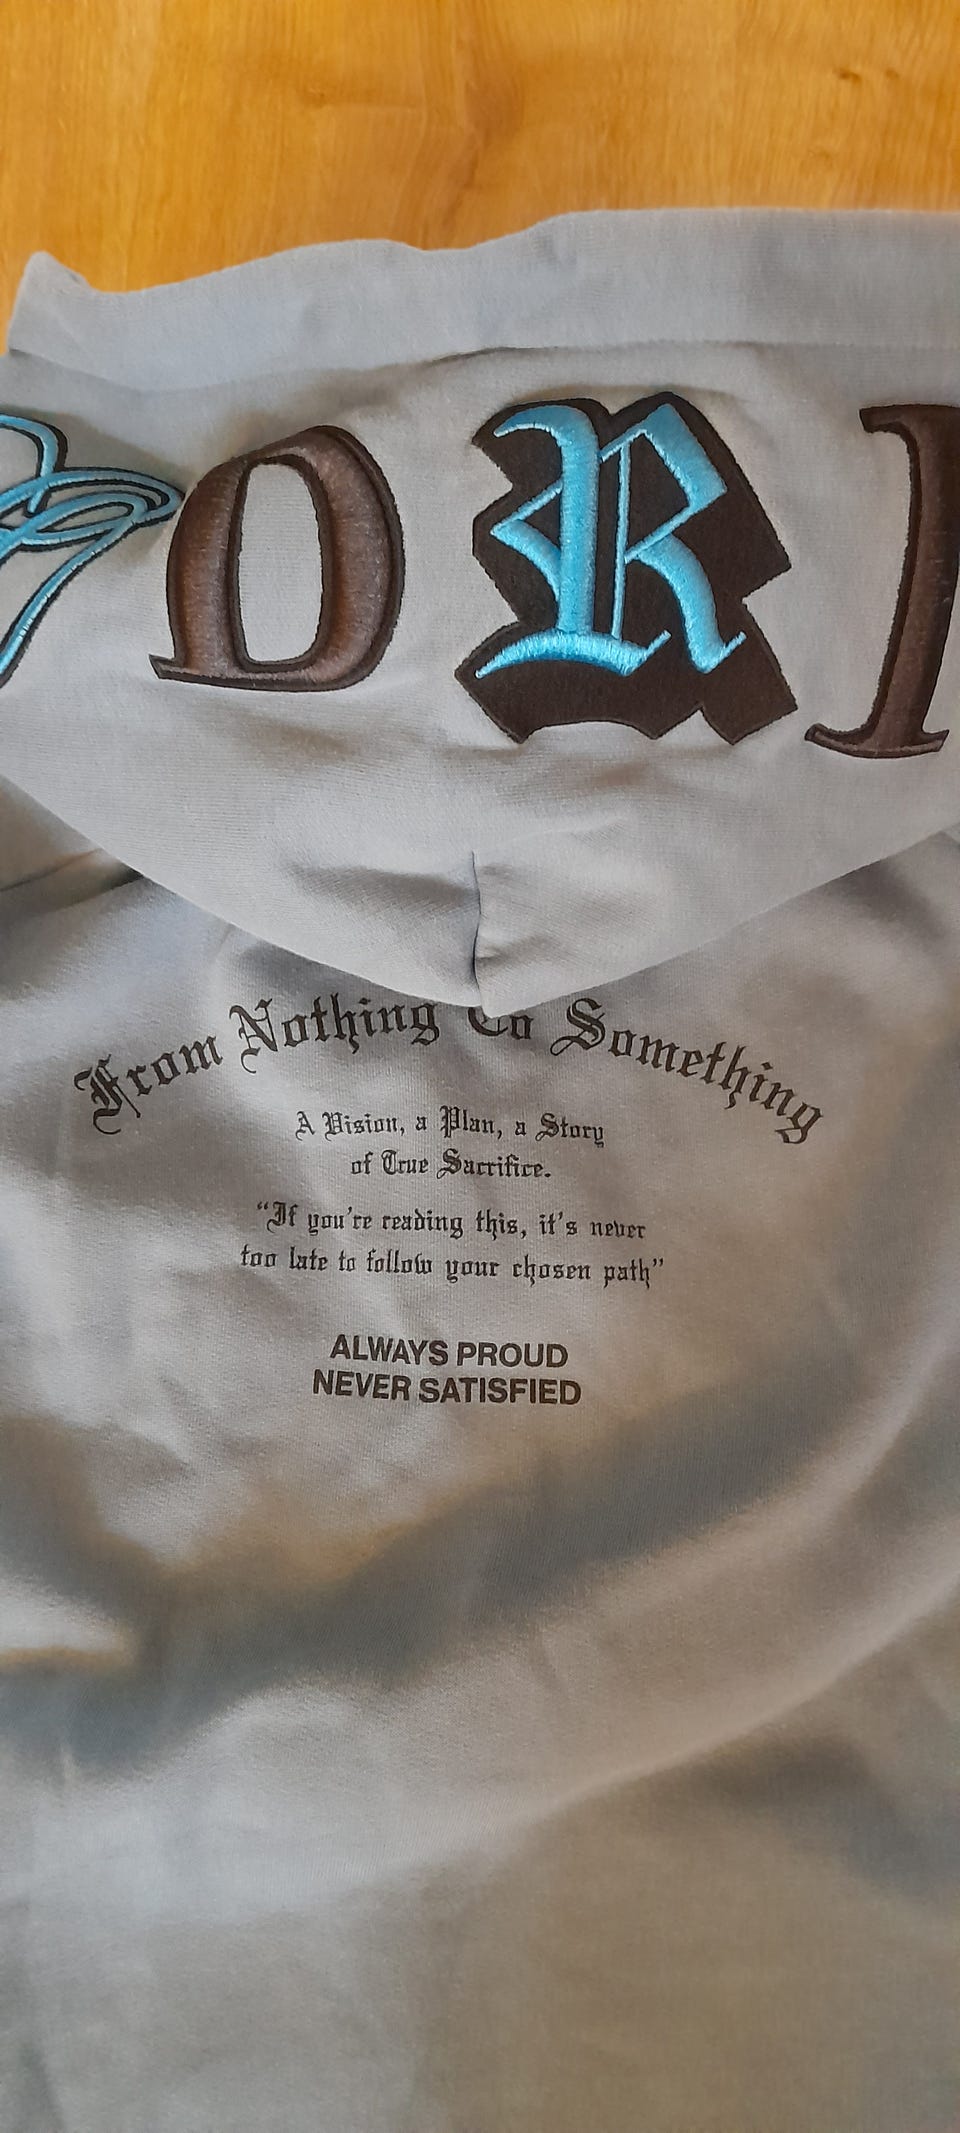 ORI
From Nothing To Something
A Vision, a Plan, a Story
of True Sacrifice.
"If you're reading this, it's never
too late to follow your chosen path"
ALWAYS PROUD
NEVER SATISFIED